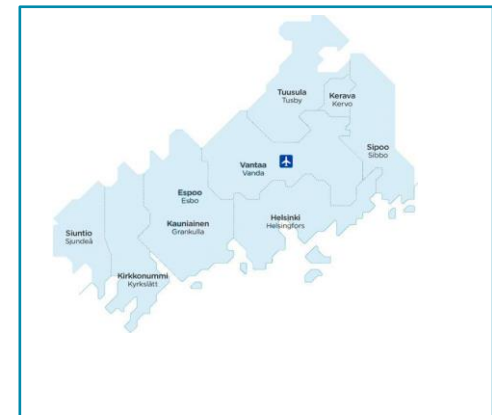 Tuusula
Tusby
Kerava
Kervo
Sipoo
Sibbo
Vantaa
Vanda
Espoo
Esbo
Kauniainen
Grankulla
Helsinki
Helsingfors
Siuntio
Sjundeå
Kirkkonummi
Kyrkslätt